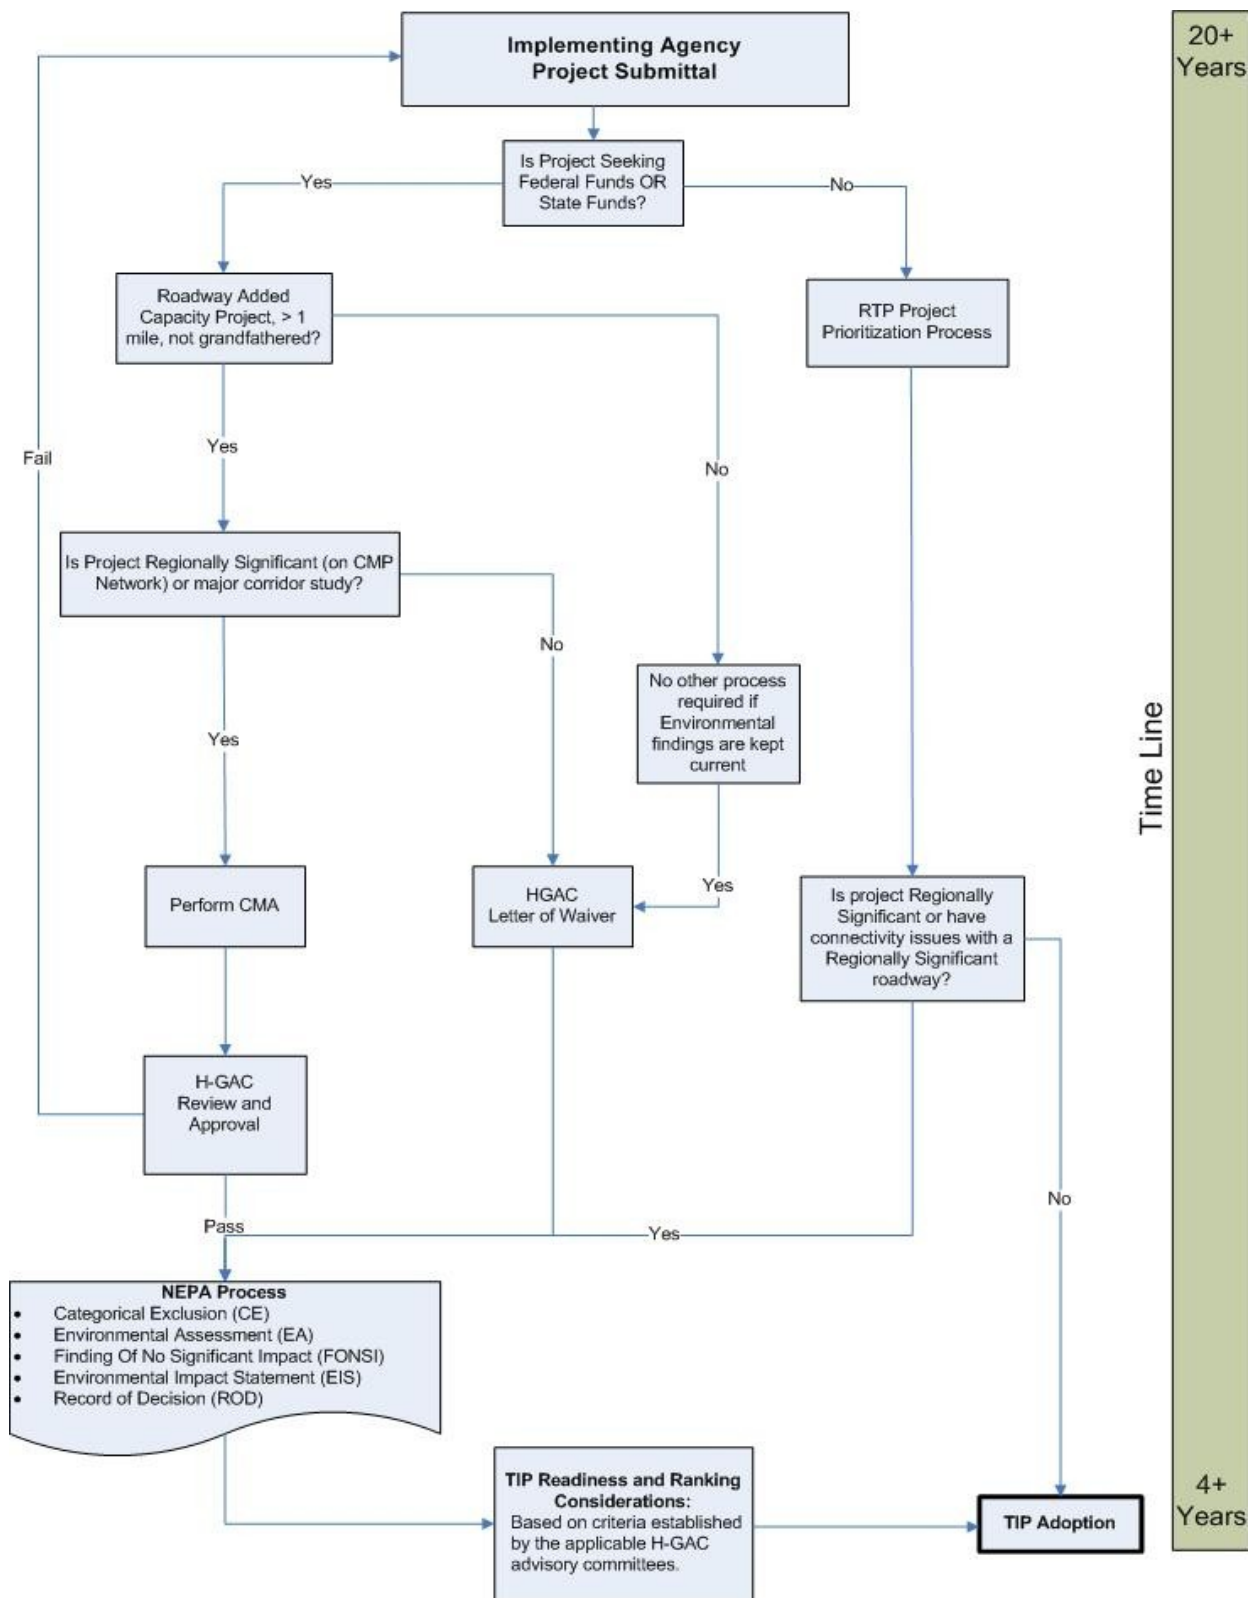 Implementing Agency
Project Submittal
20+
Years
Is Project Seeking
Federal Funds OR
State Funds?
Yes
No
Roadway Added
Capacity Project, > 1
mile, not grandfathered?
RTP Project
Prioritization Process
Yes
Fail
No
Is Project Regionally Significant (on CMP
Network) or major corridor study?
No
No other process
required if
Environmental
findings are kept
current
Time Line
Yes
Perform CMA
HGAC
Letter of Waiver
Yes
Is project Regionally
Significant or have
connectivity issues with a
Regionally Significant
roadway?
H-GAC
Review and
Approval
No
Pass
Yes
NEPA Process
• Categorical Exclusion (CE)
• Environmental Assessment (EA)
• Finding Of No Significant Impact (FONSI)
• Environmental Impact Statement (EIS)
• Record of Decision (ROD)
TIP Readiness and Ranking
Considerations:
Based on criteria established
by the applicable H-GAC
advisory committees.
TIP Adoption
4+
Years